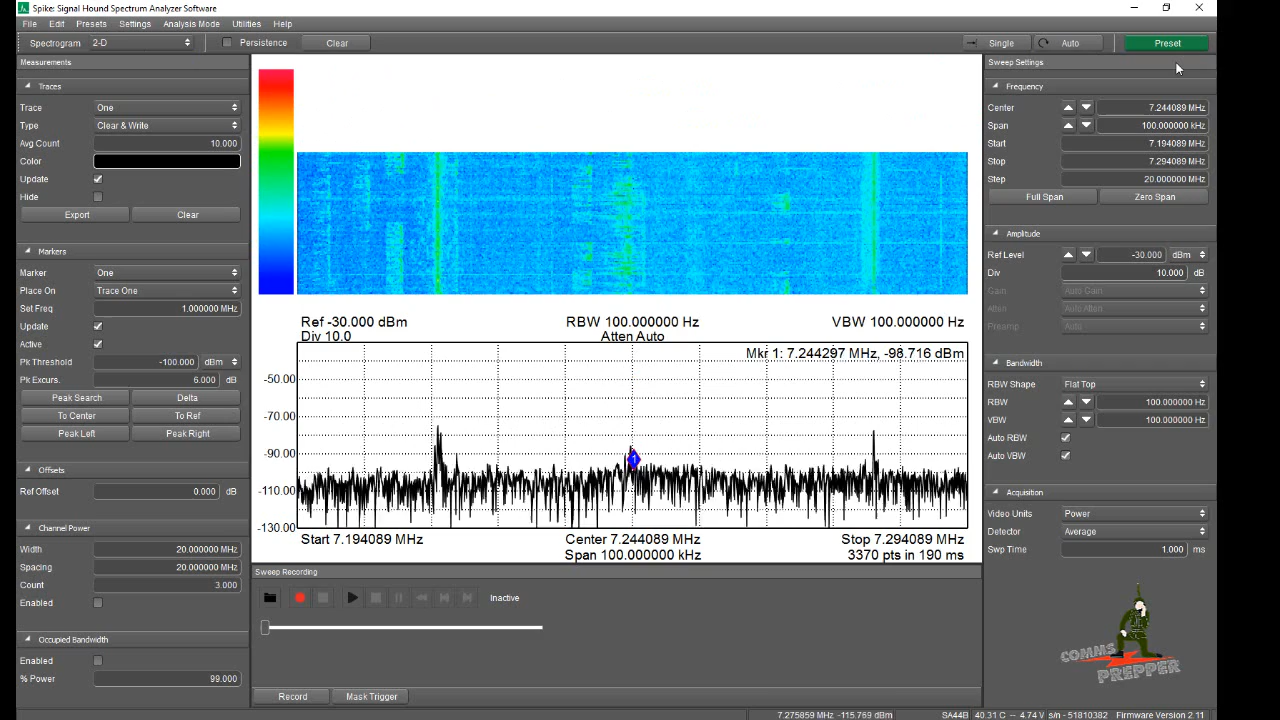 Spike: Signal Hound Spectrum Analyzer Software
File Edit Presets Settings Analysis Mode Utilities Help
Spectrogram 2-D Persistence Clear Single Auto Preset
Measurements
Traces
Trace One
Type Clear & Write
Avg Count 10.000
Color
Update
Hide
Export Clear
Markers
Marker One
Place On Trace One
Set Freq 1.000000 MHz
Update
Active
Pk Threshold -100.000 dBm
Pk Excurs. 6.000 dB
Peak Search Delta
To Center To Ref
Peak Left Peak Right
Offsets
Ref Offset 0.000 dB
Channel Power
Width 20.000000 MHz
Spacing 20.000000 MHz
Count 3.000
Enabled
Occupied Bandwidth
Enabled
% Power 99.000
Ref -30.000 dBm RBW 100.000000 Hz VBW 100.000000 Hz
Div 10.0 Atten Auto
Mkr 1: 7.244297 MHz, -98.716 dBm
-50.00
-70.00
-90.00
1
-110.00
-130.00
Start 7.194089 MHz Center 7.244089 MHz Stop 7.294089 MHz
Span 100.000000 kHz 3370 pts in 190 ms
Sweep Recording
Inactive
Record Mask Trigger
Sweep Settings
Frequency
Center 7.244089 MHz
Span 100.000000 kHz
Start 7.194089 MHz
Stop 7.294089 MHz
Step 20.000000 MHz
Full Span Zero Span
Amplitude
Ref Level -30.000 dBm
Div 10.000 dB
Gain Auto Gain
Atten Auto Atten
Preamp Auto
Bandwidth
RBW Shape Flat Top
RBW 100.000000 Hz
VBW 100.000000 Hz
Auto RBW
Auto VBW
Acquisition
Video Units Power
Detector Average
Swp Time 1.000 ms
COMMS
PREPPER
7.275859 MHz -115.769 dBm SA44B 40.31 C -- 4.74 V s/n - 51810382 Firmware Version 2.11